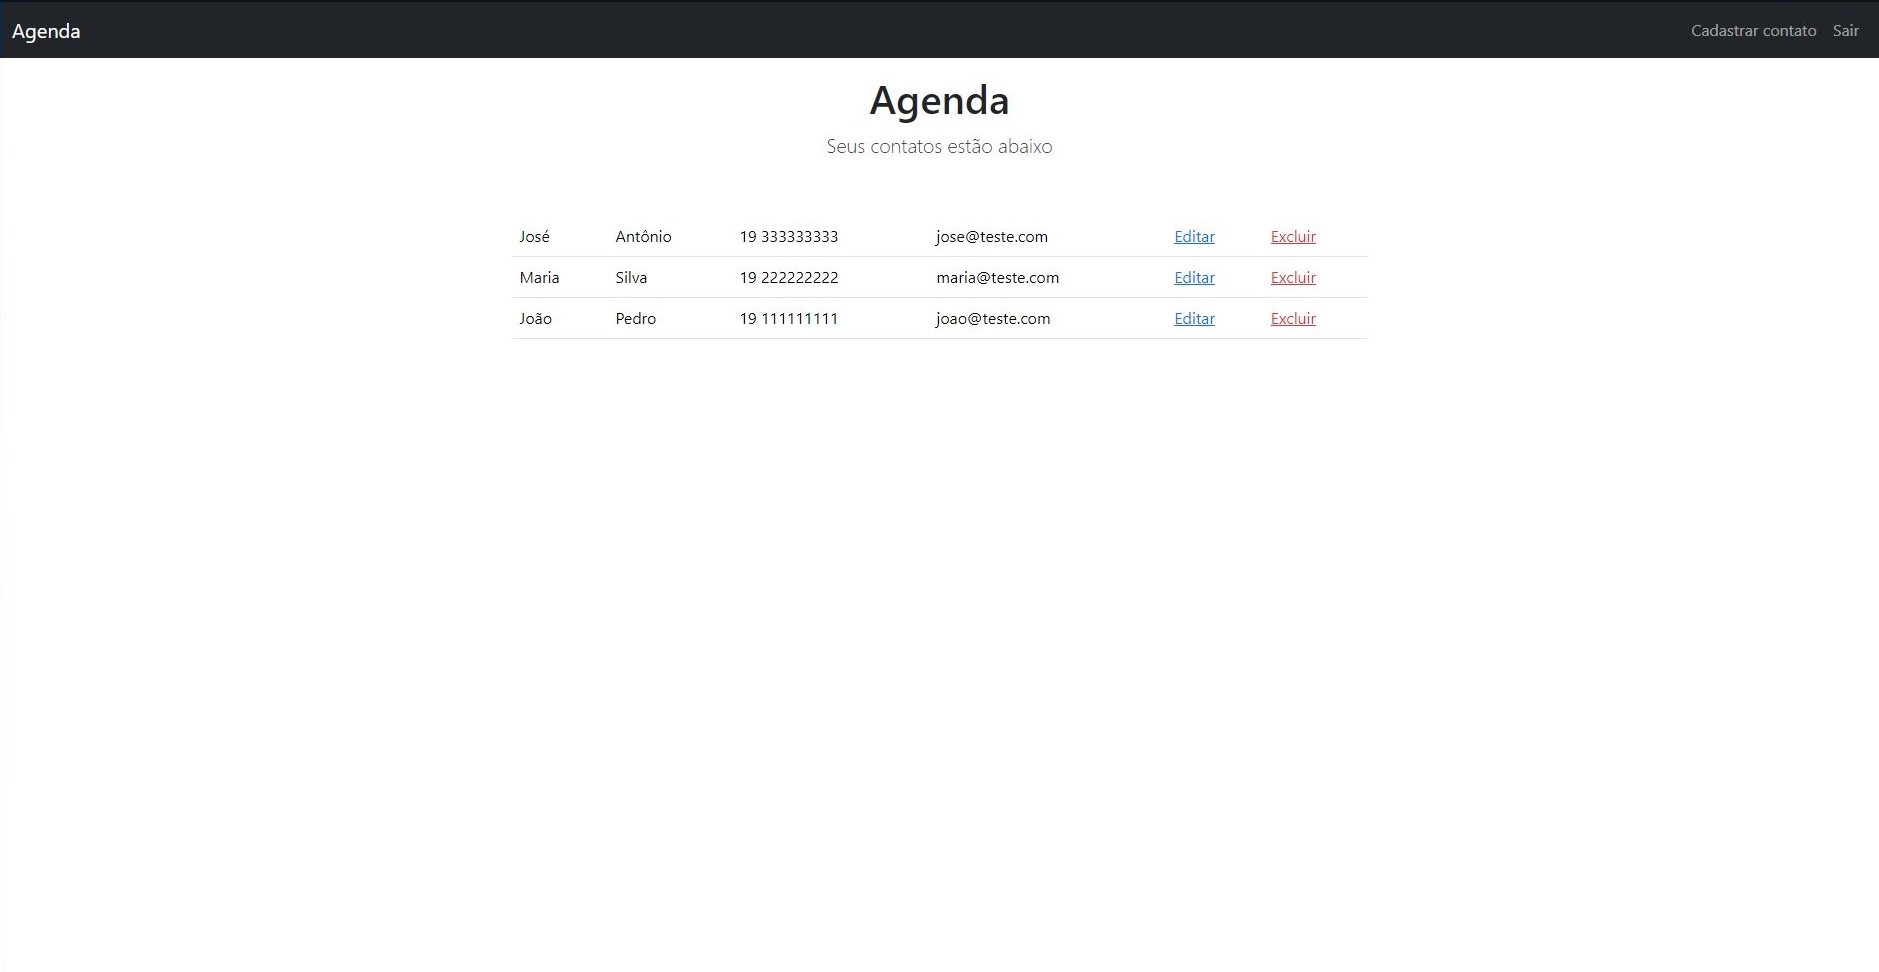 Agenda Cadastrar contato Sair
Agenda
Seus contatos estão abaixo
José Antônio 19 333333333 jose@teste.com Editar Excluir
Maria Silva 19 222222222 maria@teste.com Editar Excluir
João Pedro 19 111111111 joao@teste.com Editar Excluir